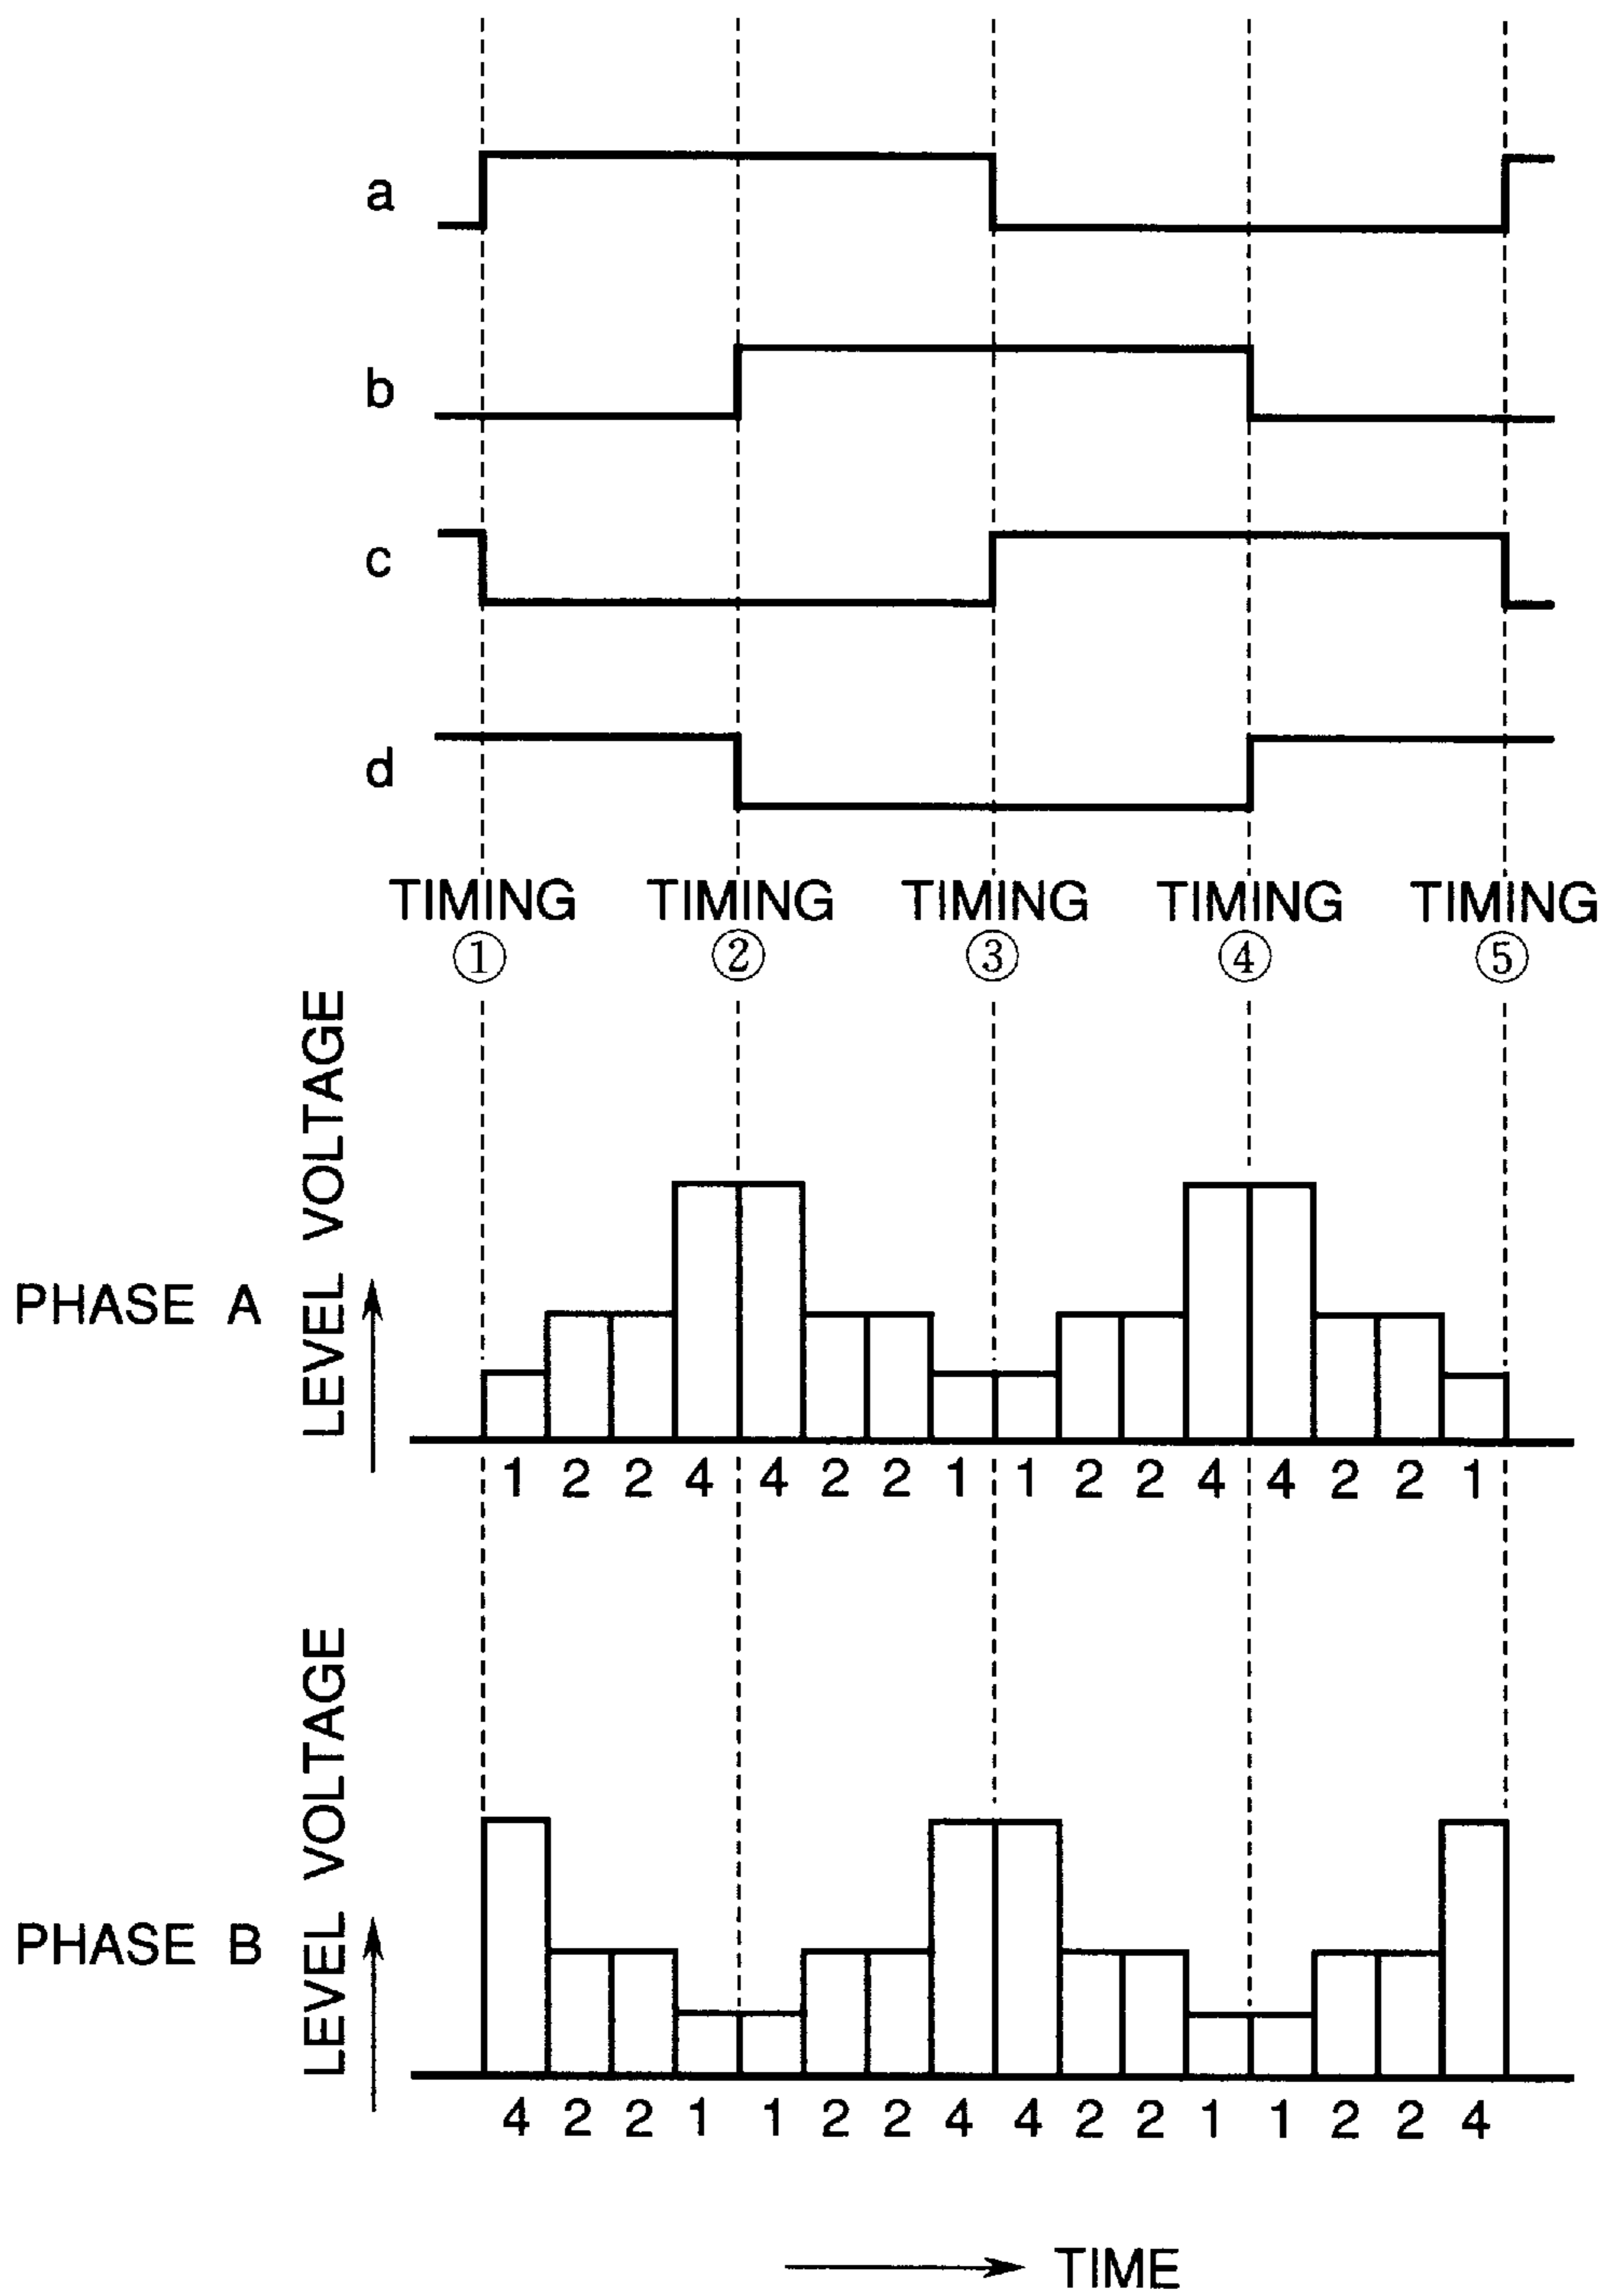 a
b
c
d
TIMING TIMING TIMING TIMING TIMING
① ② ③ ④ ⑤
LEVEL VOLTAGE
PHASE A
1 2 2 4 4 2 2 1 1 2 2 4 4 2 2 1
LEVEL VOLTAGE
PHASE B
4 2 2 1 1 2 2 4 4 2 2 1 1 2 2 4
TIME